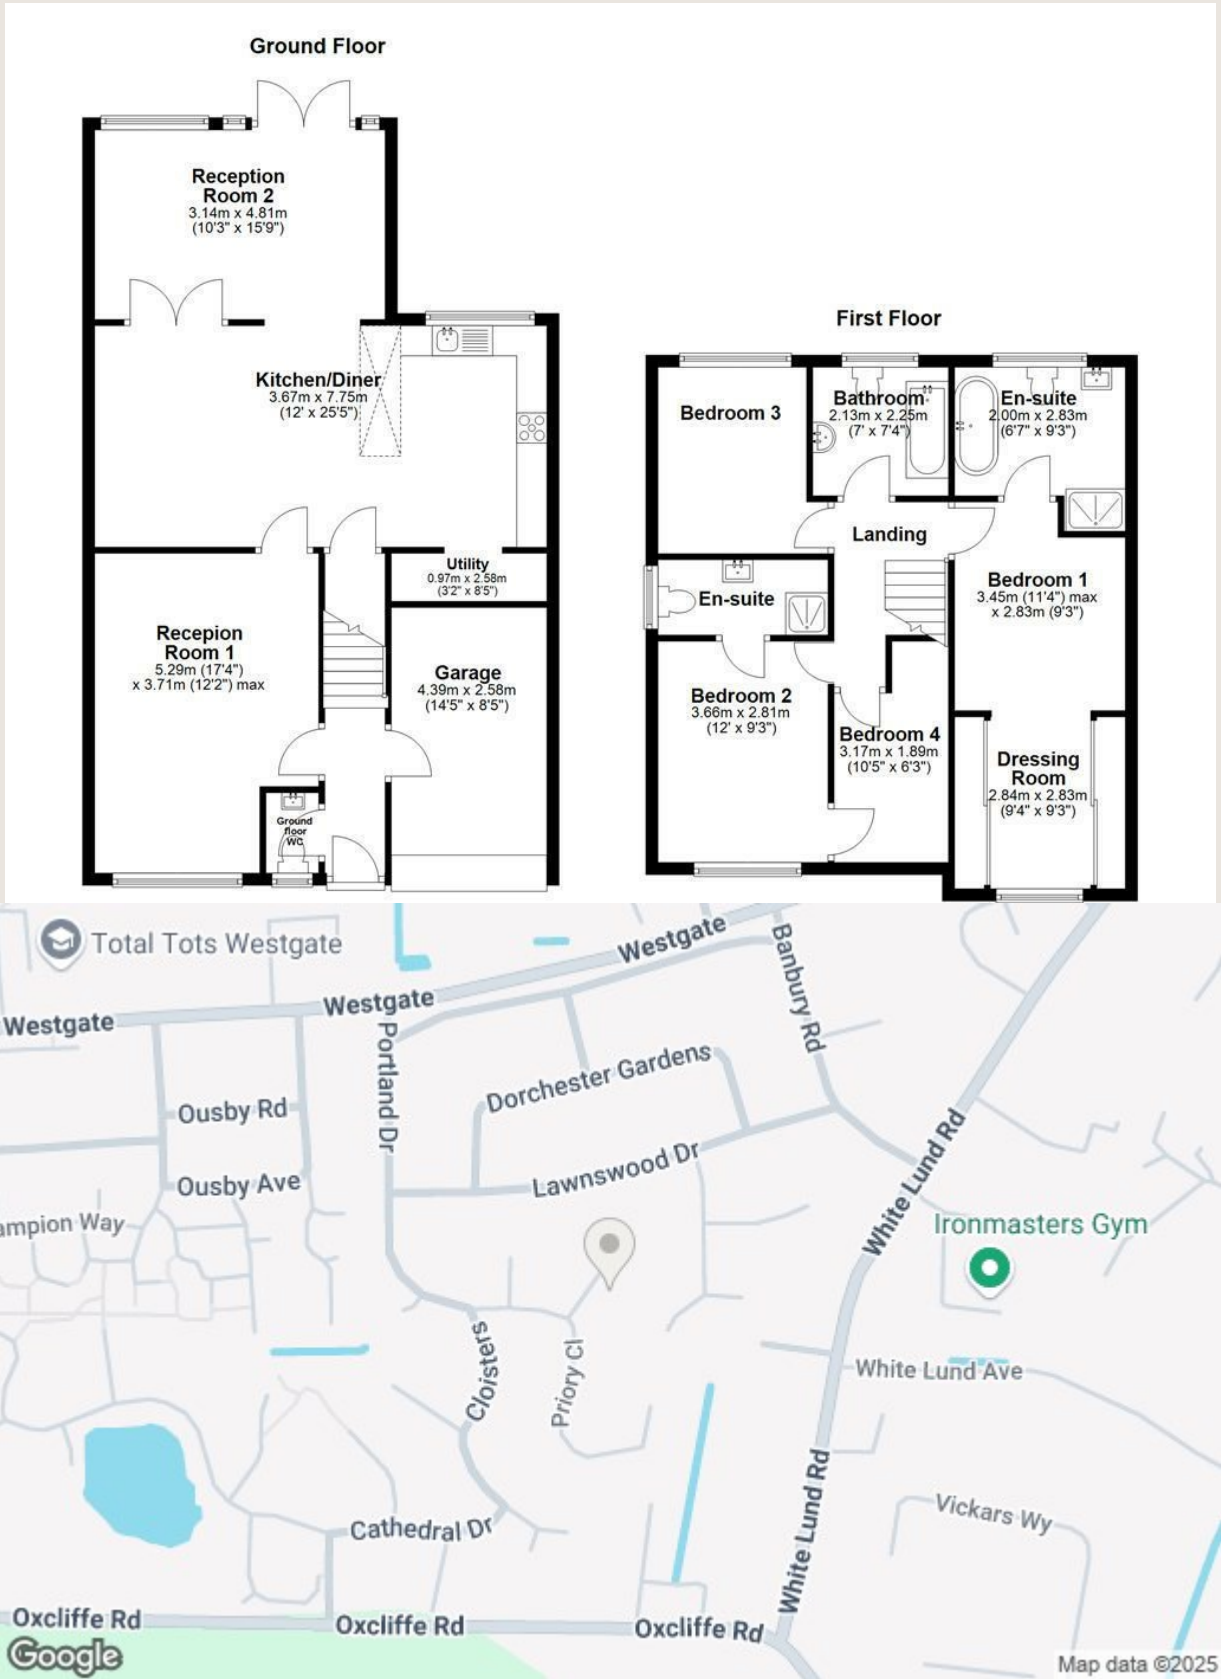 Ground Floor
Reception
Room 2
3.14m x 4.81m
(10'3" x 15'9")
Kitchen/Diner
3.67m x 7.75m
(12' x 25'5")
Utility
0.97m x 2.58m
(3'2" x 8'5")
Recepion
Room 1
5.29m (17'4")
x 3.71m (12'2") max
Garage
4.39m x 2.58m
(14'5" x 8'5")
Ground
floor
WC
First Floor
Bedroom 3
Bathroom
2.13m x 2.25m
(7' x 7'4")
En-suite
2.00m x 2.83m
(6'7" x 9'3")
Landing
En-suite
Bedroom 1
3.45m (11'4") max
x 2.83m (9'3")
Bedroom 2
3.66m x 2.81m
(12' x 9'3")
Bedroom 4
3.17m x 1.89m
(10'5" x 6'3")
Dressing
Room
2.84m x 2.83m
(9'4" x 9'3")
Total Tots Westgate
Westgate
Westgate
Westgate
Banbury Rd
Portland Dr
Dorchester Gardens
Ousby Rd
Ousby Ave
Lawnswood Dr
White Lund Rd
ampion Way
Ironmasters Gym
Cloisters
Priory Cl
White Lund Ave
Cathedral Dr
White Lund Rd
Vickars Wy
Oxcliffe Rd
Oxcliffe Rd
Oxcliffe Rd
Google
Map data ©2025